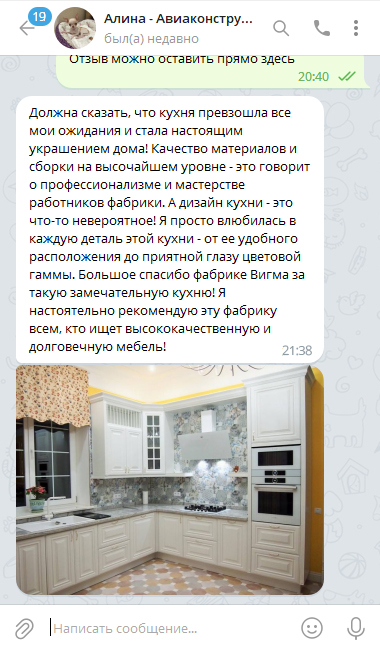 19
Алина - Авиаконстру...
был(а) недавно
Отзыв можно оставить прямо здесь
20:40
Должна сказать, что кухня превзошла все
мои ожидания и стала настоящим
украшением дома! Качество материалов и
сборки на высочайшем уровне - это говорит
о профессионализме и мастерстве
работников фабрики. А дизайн кухни - это
что-то невероятное! Я просто влюбилась в
каждую деталь этой кухни - от ее удобного
расположения до приятной глазу цветовой
гаммы. Большое спасибо фабрике Вигма за
такую замечательную кухню! Я
настоятельно рекомендую эту фабрику
всем, кто ищет высококачественную и
долговечную мебель!
21:38
Написать сообщение...